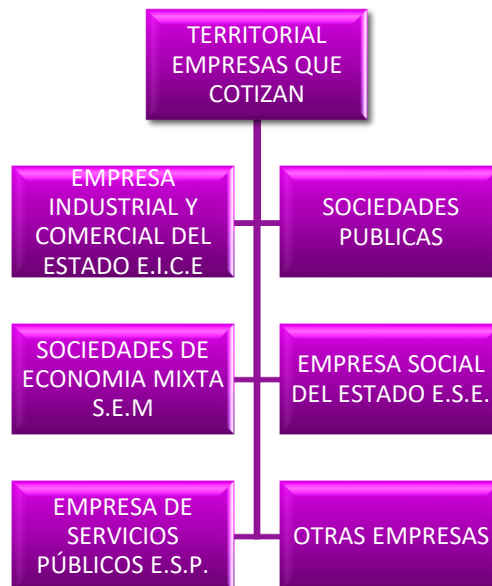 TERRITORIAL
EMPRESAS QUE
COTIZAN
EMPRESA
INDUSTRIAL Y
COMERCIAL DEL
ESTADO E.I.C.E
SOCIEDADES
PUBLICAS
SOCIEDADES DE
ECONOMIA MIXTA
S.E.M
EMPRESA SOCIAL
DEL ESTADO E.S.E.
EMPRESA DE
SERVICIOS
PÚBLICOS E.S.P.
OTRAS EMPRESAS